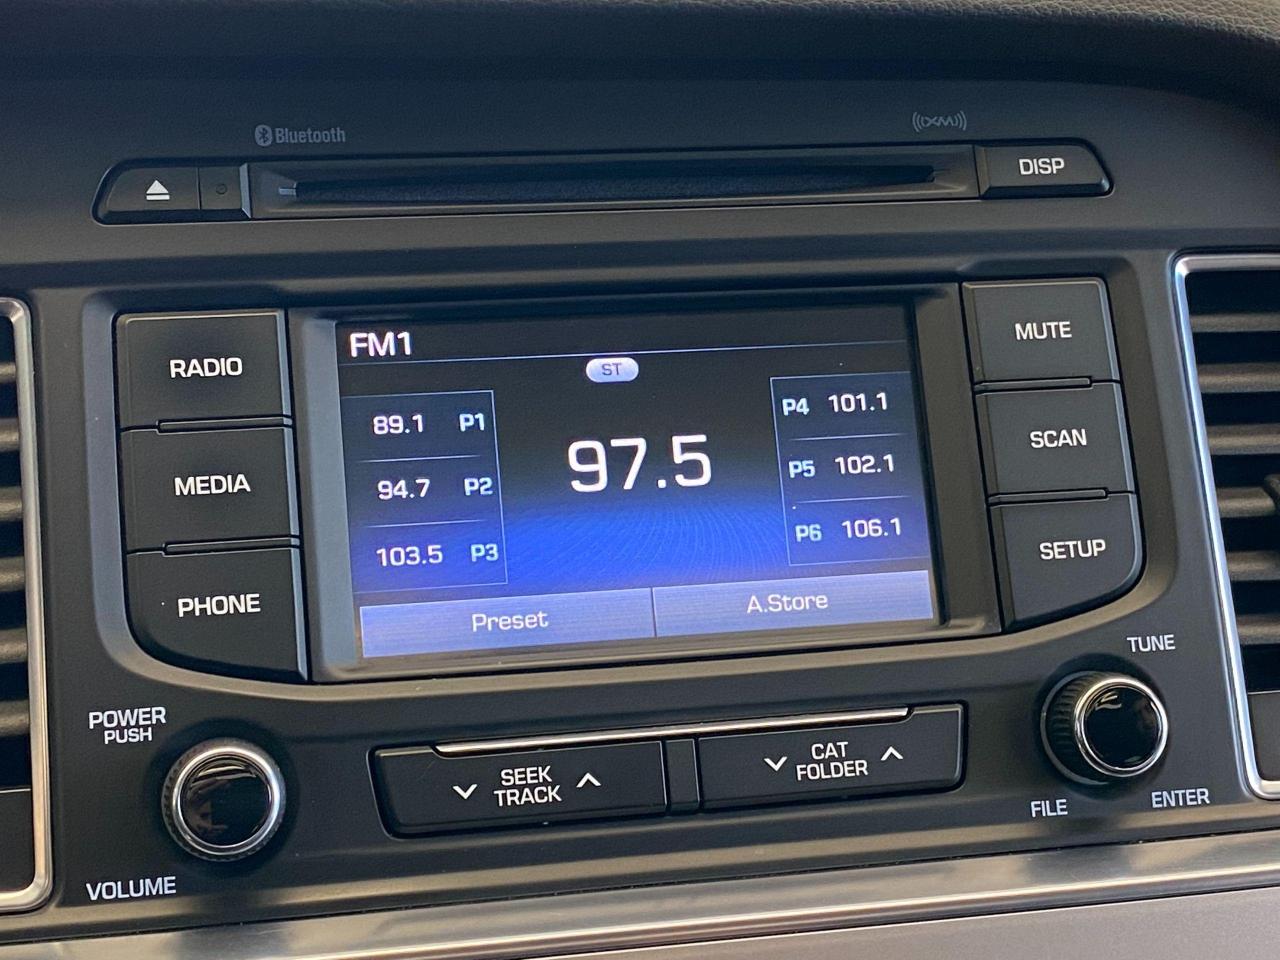 Bluetooth
((XM))
DISP
RADIO
MEDIA
PHONE
FM1
ST
89.1 P1
94.7 P2
103.5 P3
97.5
P4 101.1
P5 102.1
P6 106.1
Preset
A.Store
MUTE
SCAN
SETUP
POWER
PUSH
VOLUME
SEEK
TRACK
CAT
FOLDER
TUNE
FILE
ENTER